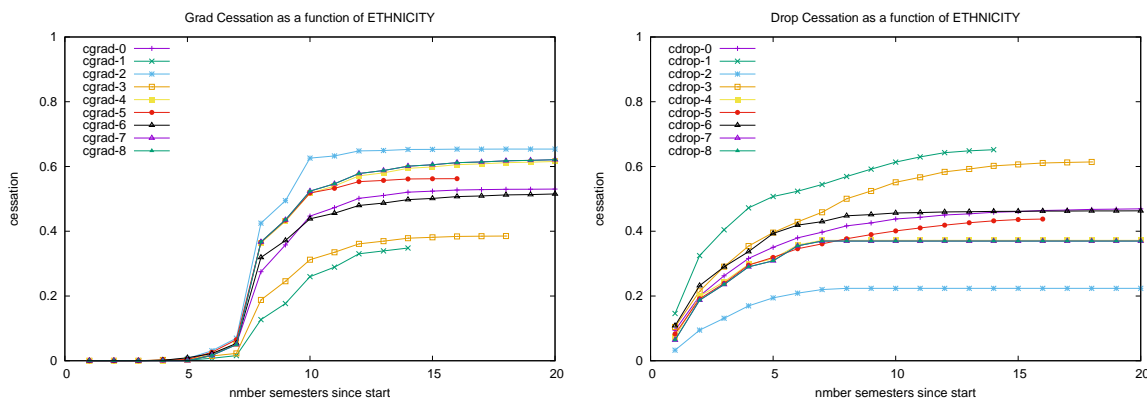 Grad Cessation as a function of ETHNICITY
1
0.8
0.6
0.4
0.2
0
cessation
0 5 10 15 20
nmber semesters since start
cgrad-0
cgrad-1
cgrad-2
cgrad-3
cgrad-4
cgrad-5
cgrad-6
cgrad-7
cgrad-8
Drop Cessation as a function of ETHNICITY
1
0.8
0.6
0.4
0.2
0
cessation
0 5 10 15 20
nmber semesters since start
cdrop-0
cdrop-1
cdrop-2
cdrop-3
cdrop-4
cdrop-5
cdrop-6
cdrop-7
cdrop-8